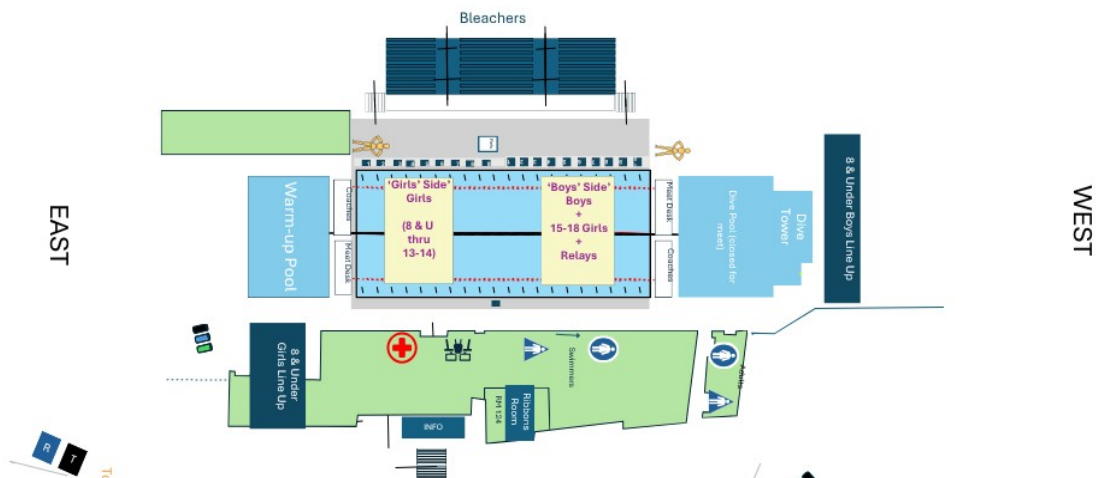 Bleachers
EAST
WEST
Warm-up Pool
Coaches
Meet Desk
'Girls' Side'
Girls
(8 & U
thru
13-14)
'Boys' Side'
Boys
+
15-18 Girls
+
Relays
Meet Desk
Coaches
Dive Pool (closed for
meet)
Dive
Tower
8 & Under Boys Line Up
8 & Under
Girls Line Up
Swimmers
Adults
RM 124
Ribbons
Room
INFO
R
T
To